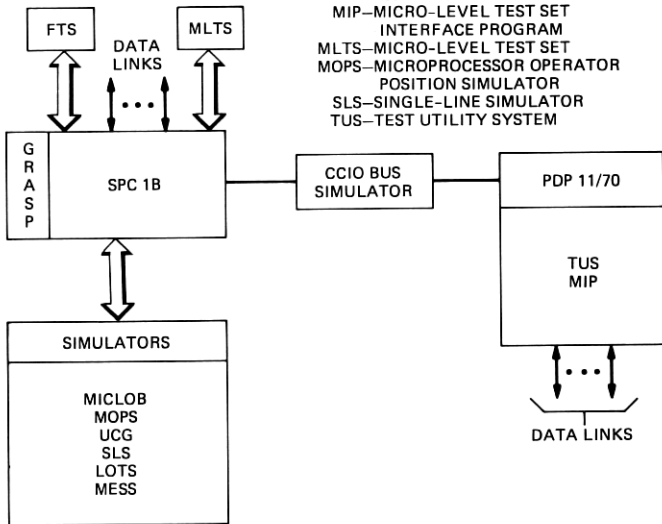 MIP—MICRO-LEVEL TEST SET
INTERFACE PROGRAM
MLTS—MICRO-LEVEL TEST SET
MOPS—MICROPROCESSOR OPERATOR
POSITION SIMULATOR
SLS—SINGLE-LINE SIMULATOR
TUS—TEST UTILITY SYSTEM
FTS
DATA
LINKS
MLTS
GRASP
SPC 1B
CCIO BUS
SIMULATOR
PDP 11/70
TUS
MIP
SIMULATORS
MICLOB
MOPS
UCG
SLS
LOTS
MESS
DATA LINKS